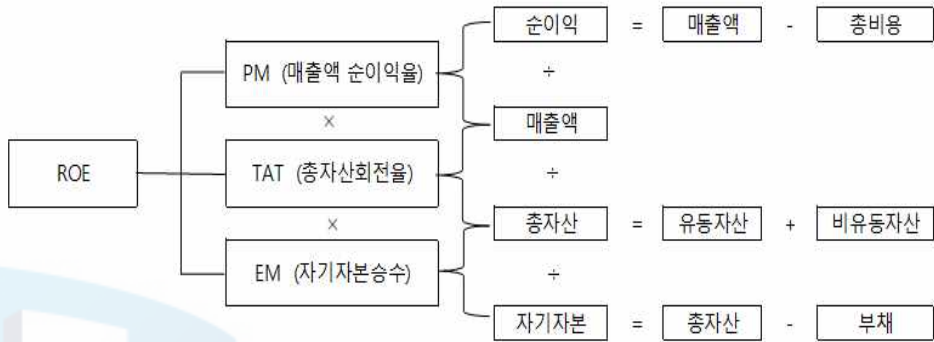 순이익 = 매출액 - 총비용
PM (매출액 순이익율) ÷
× 매출액
ROE TAT (총자산회전율) ÷
× 총자산 = 유동자산 + 비유동자산
EM (자기자본승수) ÷
자기자본 = 총자산 - 부채